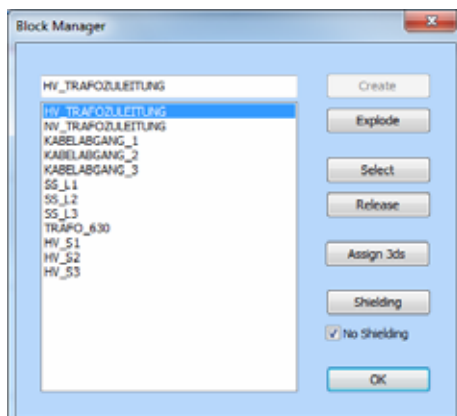 Block Manager
HV_TRAFOZULEITUNG
HV_TRAFOZULEITUNG
NV_TRAFOZULEITUNG
KABELABGANG_1
KABELABGANG_2
KABELABGANG_3
SS_L1
SS_L2
SS_L3
TRAFO_630
HV_S1
HV_S2
HV_S3
Create
Explode
Select
Release
Assign 3ds
Shielding
No Shielding
OK